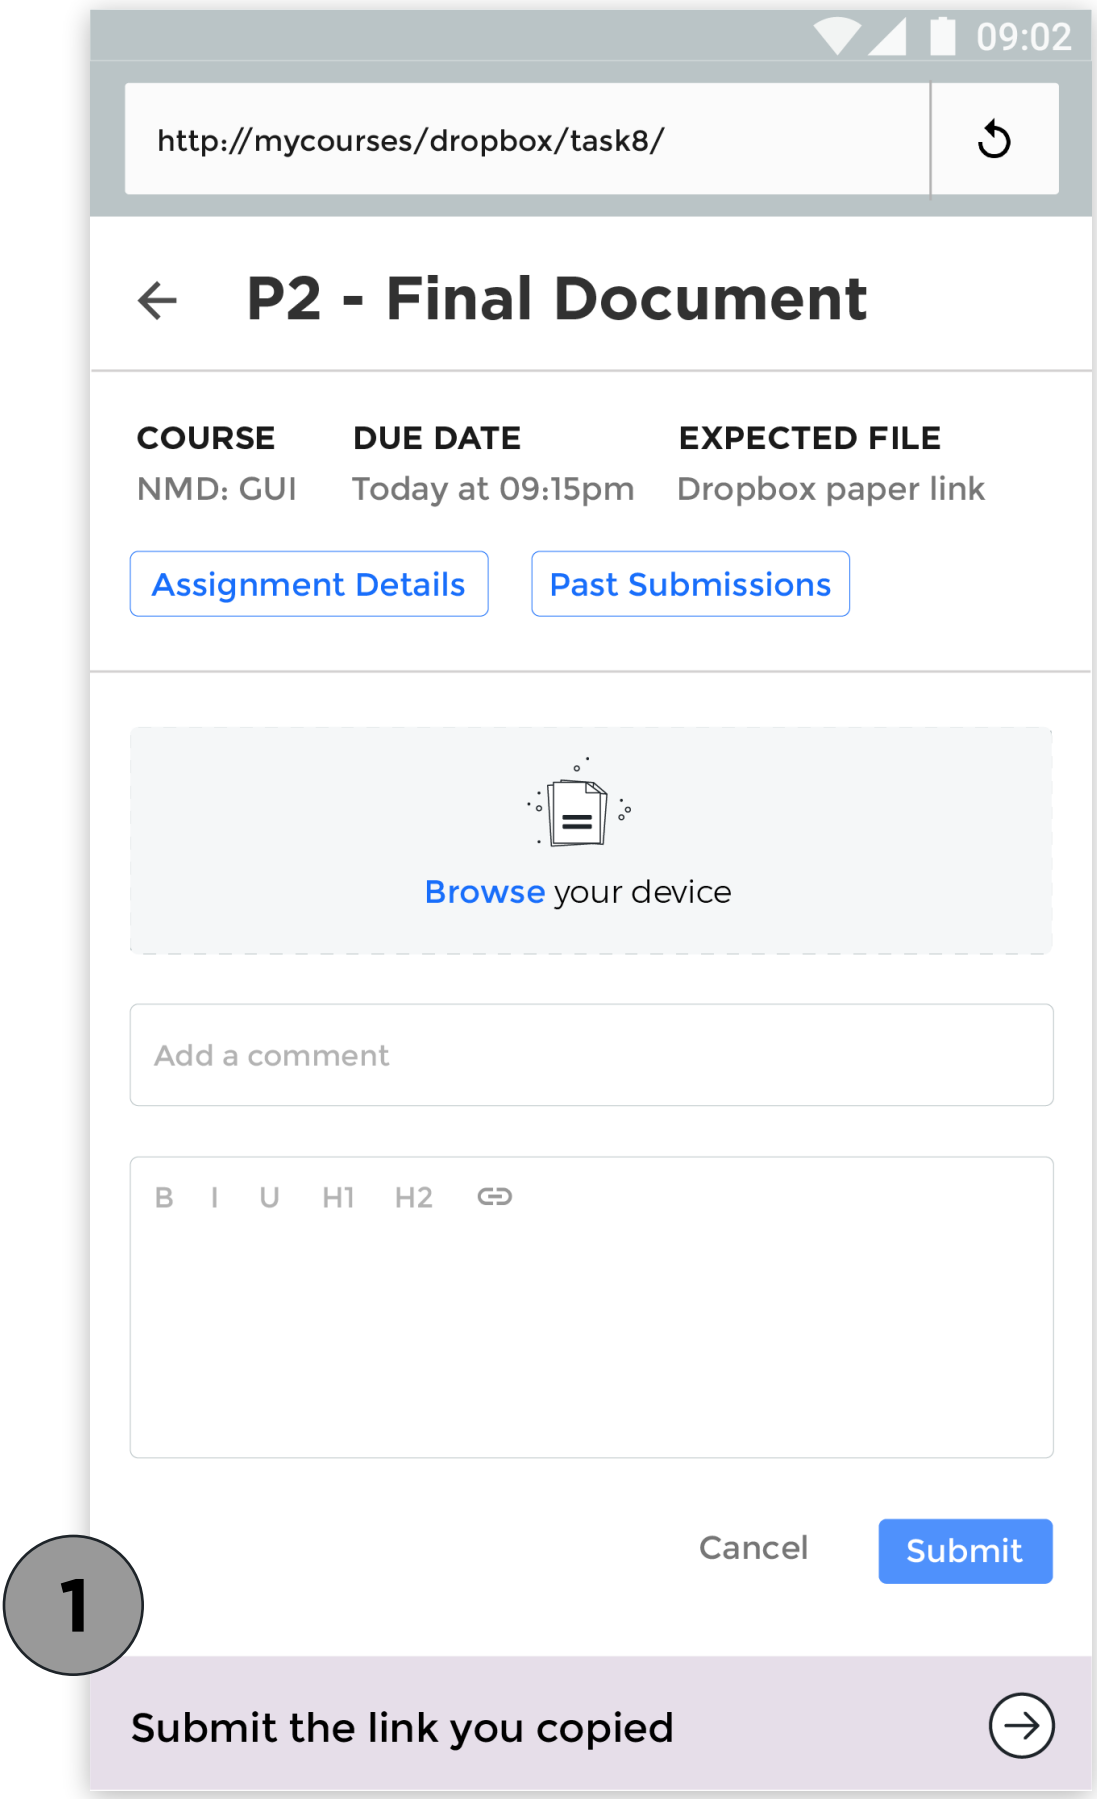 09:02
http://mycourses/dropbox/task8/
P2 - Final Document
COURSE DUE DATE EXPECTED FILE
NMD: GUI Today at 09:15pm Dropbox paper link
Assignment Details Past Submissions
Browse your device
Add a comment
B I U H1 H2
Cancel Submit
1
Submit the link you copied